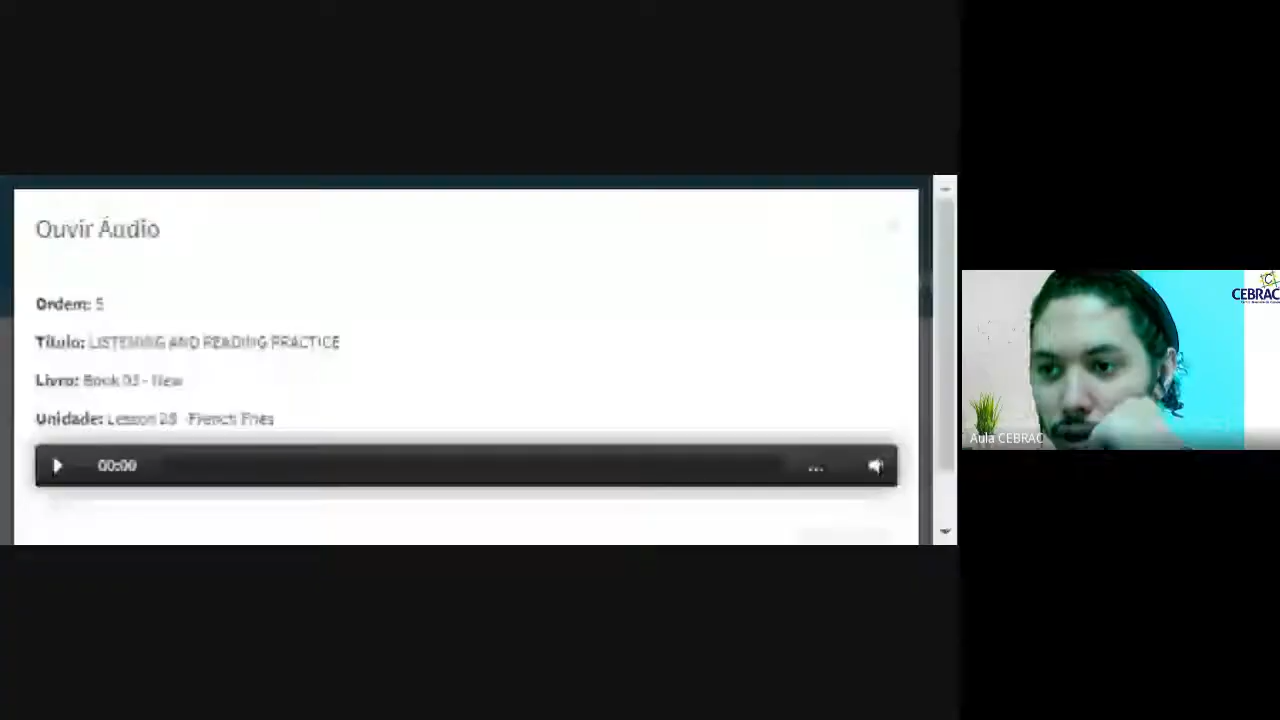 Ouvir Áudio
Ordem: 5
Título: LISTENING AND READING PRACTICE
Livro: Book 03 - New
Unidade: Lesson 28 - French Fries
00:00
...
CEBRAC
Aula CEBRAC